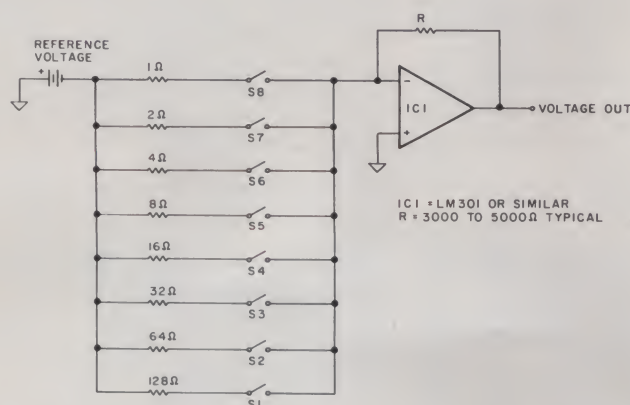 R
REFERENCE
VOLTAGE
+
1Ω
S8
-
IC1
+
VOLTAGE OUT
2Ω
S7
4Ω
S6
IC1 = LM301 OR SIMILAR
R = 3000 TO 5000Ω TYPICAL
8Ω
S5
16Ω
S4
32Ω
S3
64Ω
S2
128Ω
S1